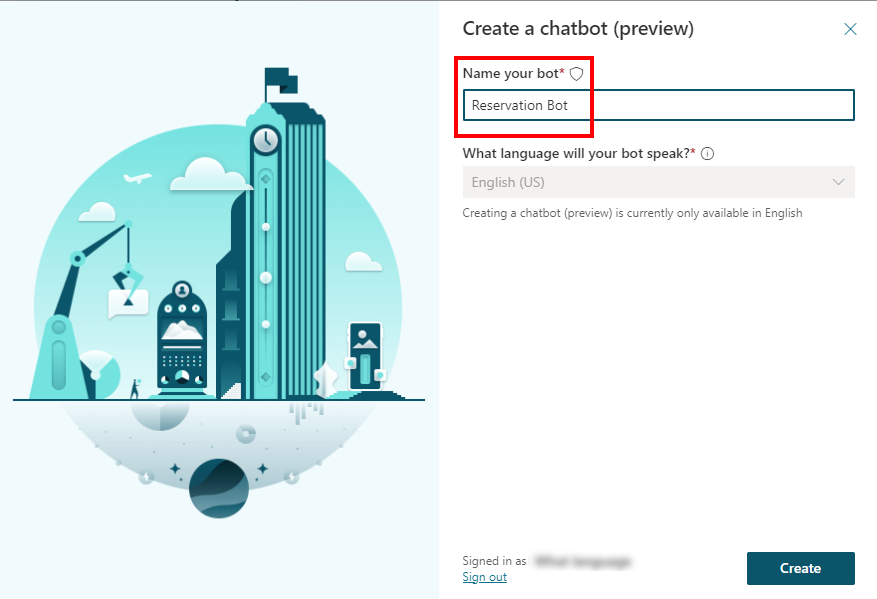 Create a chatbot (preview)
Name your bot*
Reservation Bot
What language will your bot speak?*
English (US)
Creating a chatbot (preview) is currently only available in English
Signed in as
Sign out
Create